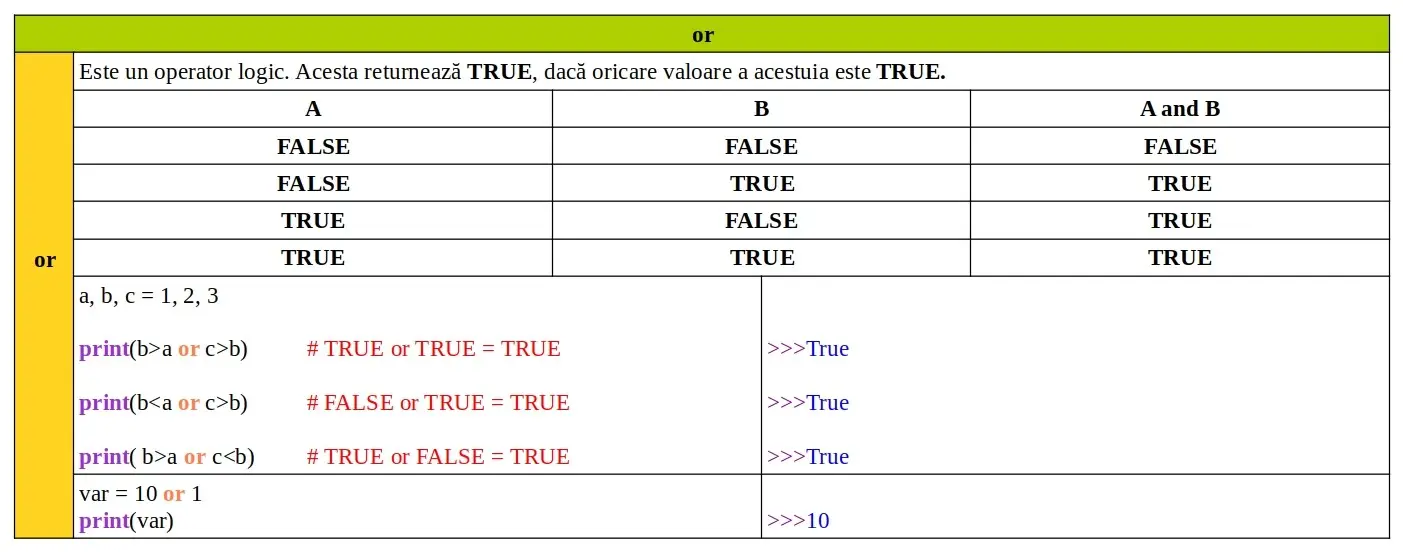 or
or
Este un operator logic. Acesta returnează TRUE, dacă oricare valoare a acestuia este TRUE.
A B A and B
FALSE FALSE FALSE
FALSE TRUE TRUE
TRUE FALSE TRUE
TRUE TRUE TRUE
a, b, c = 1, 2, 3
print(b>a or c>b) # TRUE or TRUE = TRUE >>>True
print(b<a or c>b) # FALSE or TRUE = TRUE >>>True
print( b>a or c<b) # TRUE or FALSE = TRUE >>>True
var = 10 or 1
print(var) >>>10